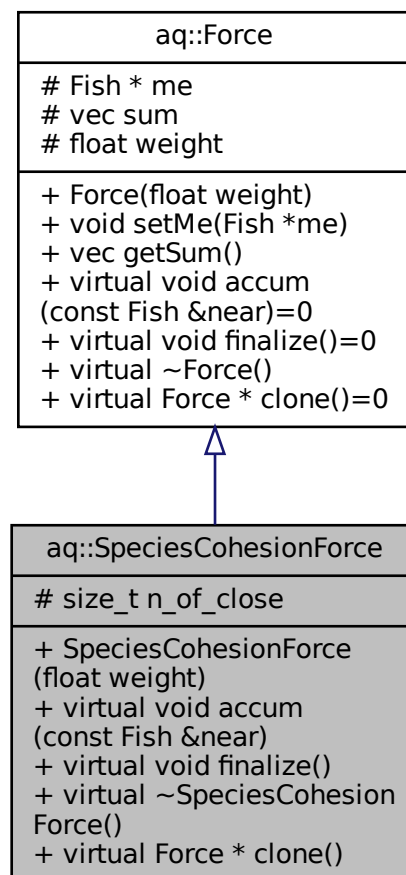 aq::Force
# Fish * me
# vec sum
# float weight
+ Force(float weight)
+ void setMe(Fish *me)
+ vec getSum()
+ virtual void accum
(const Fish &near)=0
+ virtual void finalize()=0
+ virtual ~Force()
+ virtual Force * clone()=0
aq::SpeciesCohesionForce
# size_t n_of_close
+ SpeciesCohesionForce
(float weight)
+ virtual void accum
(const Fish &near)
+ virtual void finalize()
+ virtual ~SpeciesCohesion
Force()
+ virtual Force * clone()